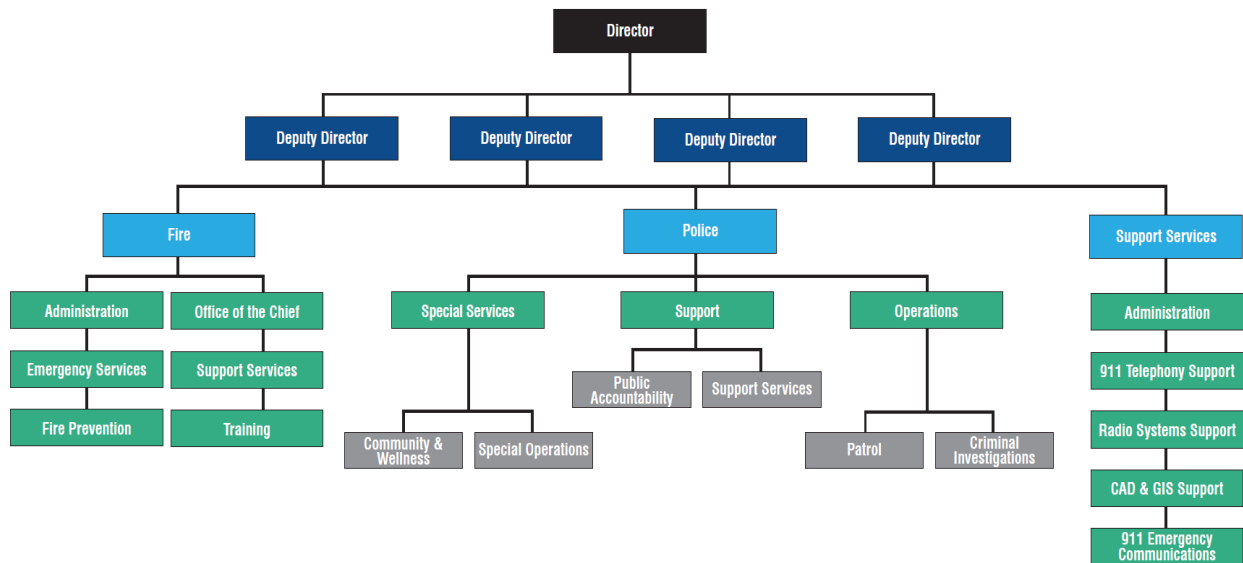 Director
Deputy Director
Deputy Director
Deputy Director
Deputy Director
Fire
Police
Support Services
Administration
Office of the Chief
Emergency Services
Support Services
Fire Prevention
Training
Special Services
Support
Operations
Public
Accountability
Support Services
Community &
Wellness
Special Operations
Patrol
Criminal
Investigations
Administration
911 Telephony Support
Radio Systems Support
CAD & GIS Support
911 Emergency
Communications